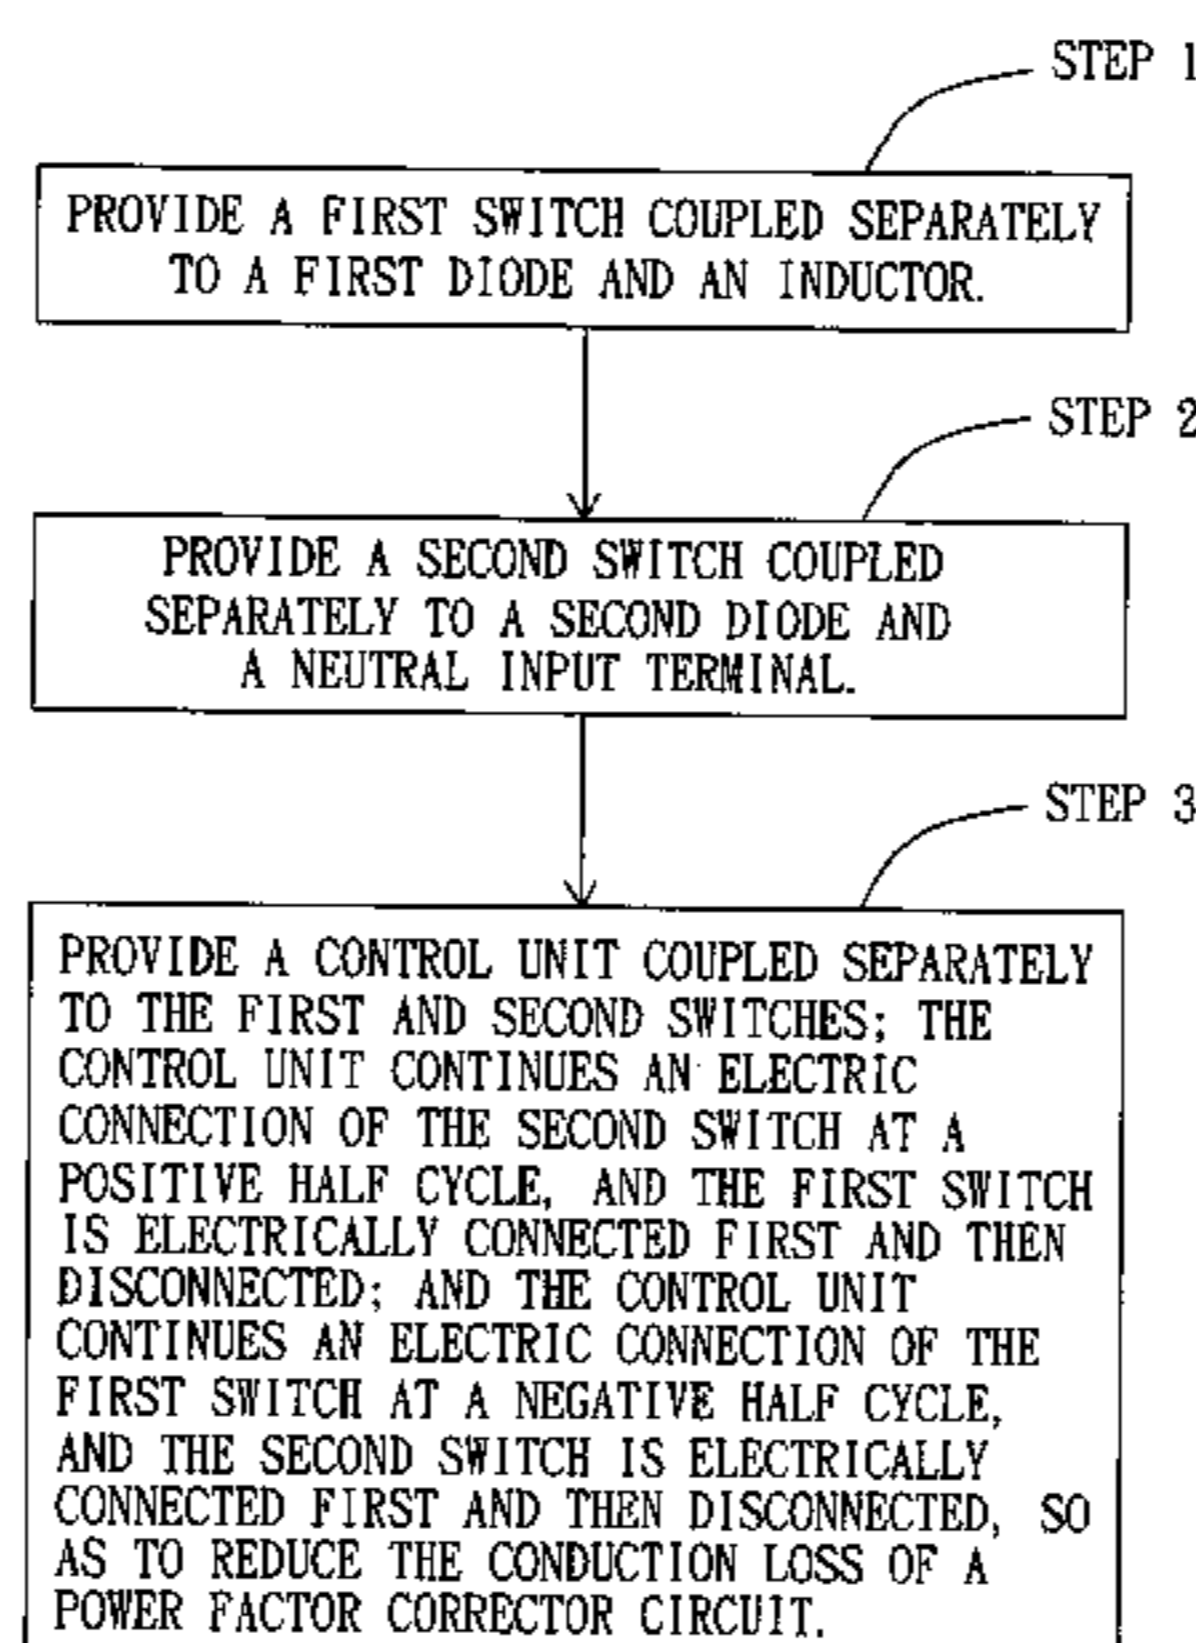 STEP 1
PROVIDE A FIRST SWITCH COUPLED SEPARATELY
TO A FIRST DIODE AND AN INDUCTOR.
STEP 2
PROVIDE A SECOND SWITCH COUPLED
SEPARATELY TO A SECOND DIODE AND
A NEUTRAL INPUT TERMINAL.
STEP 3
PROVIDE A CONTROL UNIT COUPLED SEPARATELY
TO THE FIRST AND SECOND SWITCHES; THE
CONTROL UNIT CONTINUES AN ELECTRIC
CONNECTION OF THE SECOND SWITCH AT A
POSITIVE HALF CYCLE, AND THE FIRST SWITCH
IS ELECTRICALLY CONNECTED FIRST AND THEN
DISCONNECTED; AND THE CONTROL UNIT
CONTINUES AN ELECTRIC CONNECTION OF THE
FIRST SWITCH AT A NEGATIVE HALF CYCLE,
AND THE SECOND SWITCH IS ELECTRICALLY
CONNECTED FIRST AND THEN DISCONNECTED, SO
AS TO REDUCE THE CONDUCTION LOSS OF A
POWER FACTOR CORRECTOR CIRCUIT.